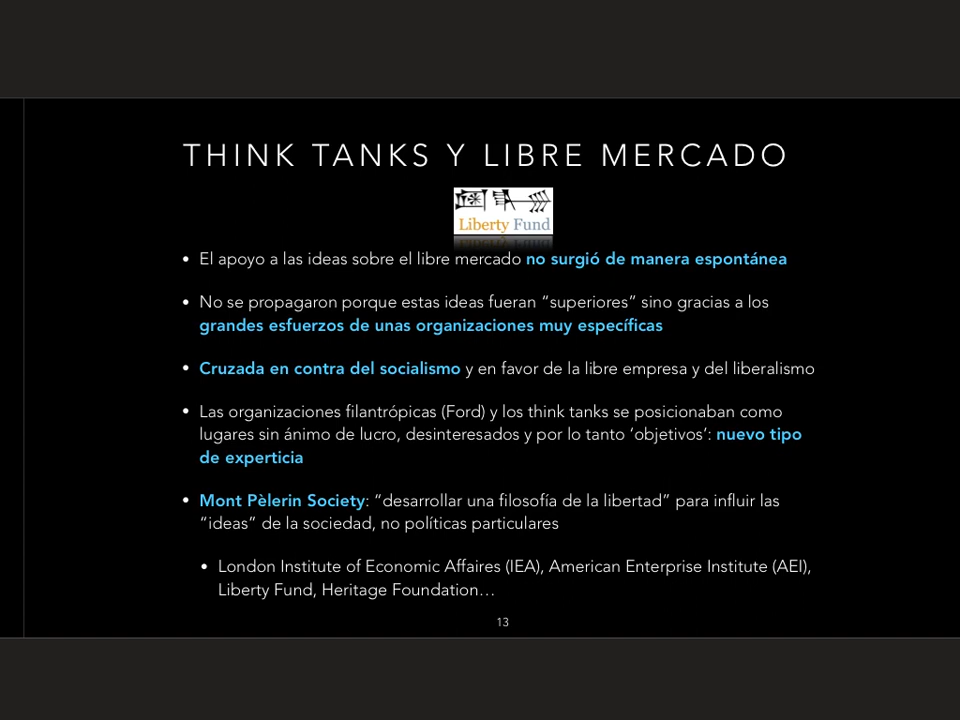 THINK TANKS Y LIBRE MERCADO
Liberty Fund
• El apoyo a las ideas sobre el libre mercado no surgió de manera espontánea
• No se propagaron porque estas ideas fueran “superiores” sino gracias a los
grandes esfuerzos de unas organizaciones muy específicas
• Cruzada en contra del socialismo y en favor de la libre empresa y del liberalismo
• Las organizaciones filantrópicas (Ford) y los think tanks se posicionaban como
lugares sin ánimo de lucro, desinteresados y por lo tanto ‘objetivos’: nuevo tipo
de experticia
• Mont Pèlerin Society: “desarrollar una filosofía de la libertad” para influir las
“ideas” de la sociedad, no políticas particulares
• London Institute of Economic Affaires (IEA), American Enterprise Institute (AEI),
Liberty Fund, Heritage Foundation…
13